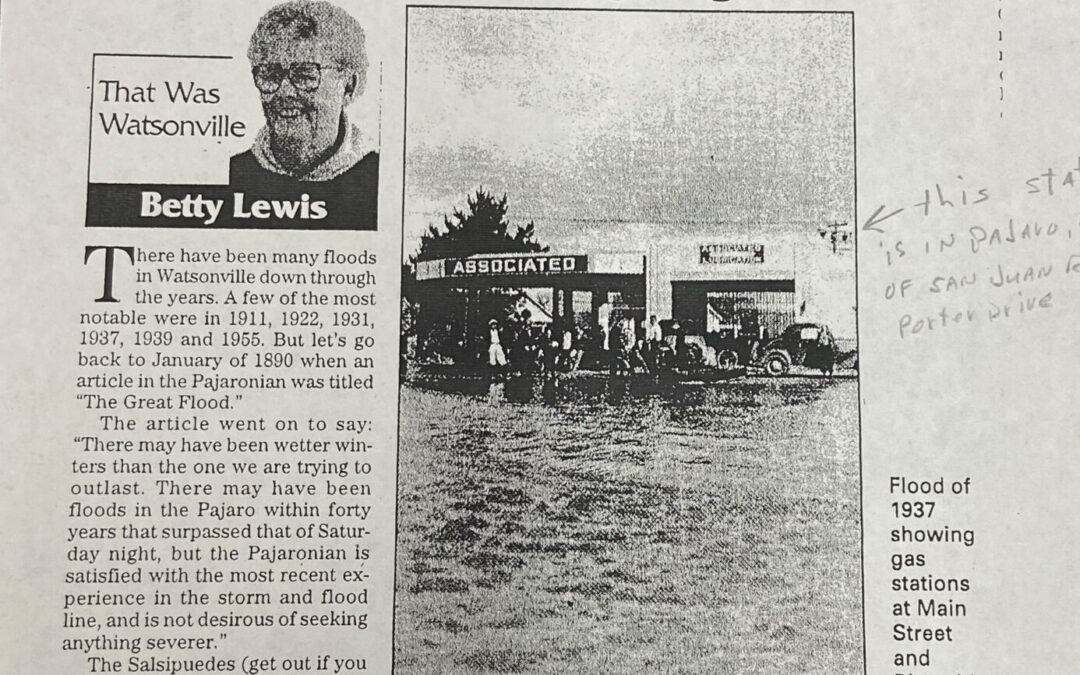 That Was
Watsonville
Betty Lewis
There have been many floods
in Watsonville down through
the years. A few of the most
notable were in 1911, 1922, 1931,
1937, 1939 and 1955. But let's go
back to January of 1890 when an
article in the Pajaronian was titled
“The Great Flood.”
The article went on to say:
“There may have been wetter win-
ters than the one we are trying to
outlast. There may have been
floods in the Pajaro within forty
years that surpassed that of Satur-
day night, but the Pajaronian is
satisfied with the most recent ex-
perience in the storm and flood
line, and is not desirous of seeking
anything severer.”
The Salsipuedes (get out if you
ASSOCIATED
ASSOCIATED
LUBRICATION
this
is in PAJARO,
OF SAN JUAN
Porter Drive
Flood of
1937
showing
gas
stations
at Main
Street
and